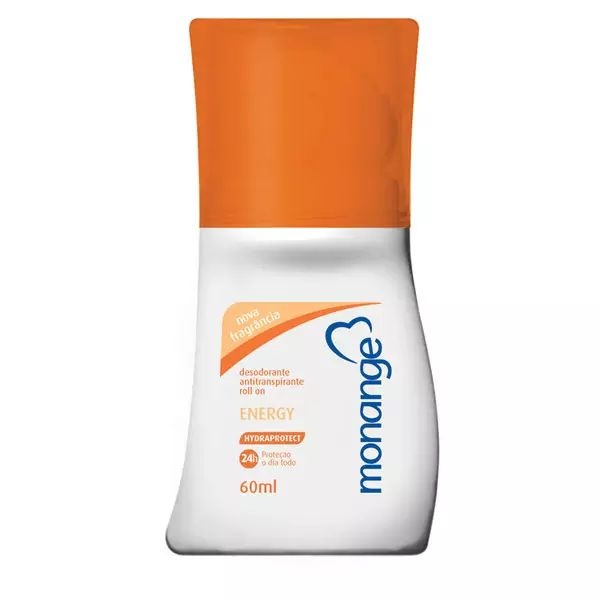 nova
fragrância
desodorante
antitranspirante
roll on
ENERGY
HYDRAPROTECT
24h Proteção
o dia todo
60ml
monange